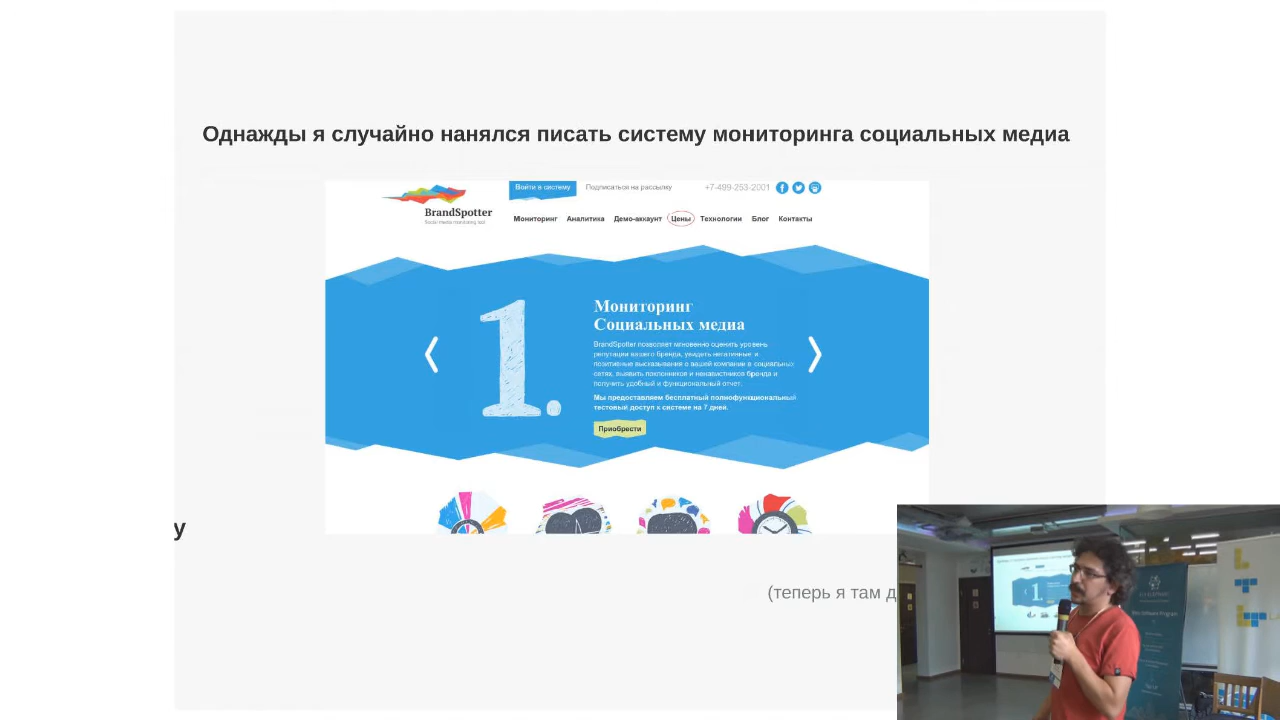 Однажды я случайно нанялся писать систему мониторинга социальных медиа
BrandSpotter
Войти в систему
Подписаться на рассылку
+7-499-253-2001
Мониторинг Аналитика Демо-аккаунт Цены Технологии Блог Контакты
1.
Мониторинг
Социальных медиа
BrandSpotter позволяет мгновенно оценить уровень
репутации вашего бренда, увидеть негативные и
позитивные высказывания о вашей компании в социальных
сетях, выявить поклонников и ненавистников бренда и
получить удобный и функциональный отчет.
Мы предоставляем бесплатный полнофункциональный
тестовый доступ к системе на 7 дней.
Приобрести
у
(теперь я там д